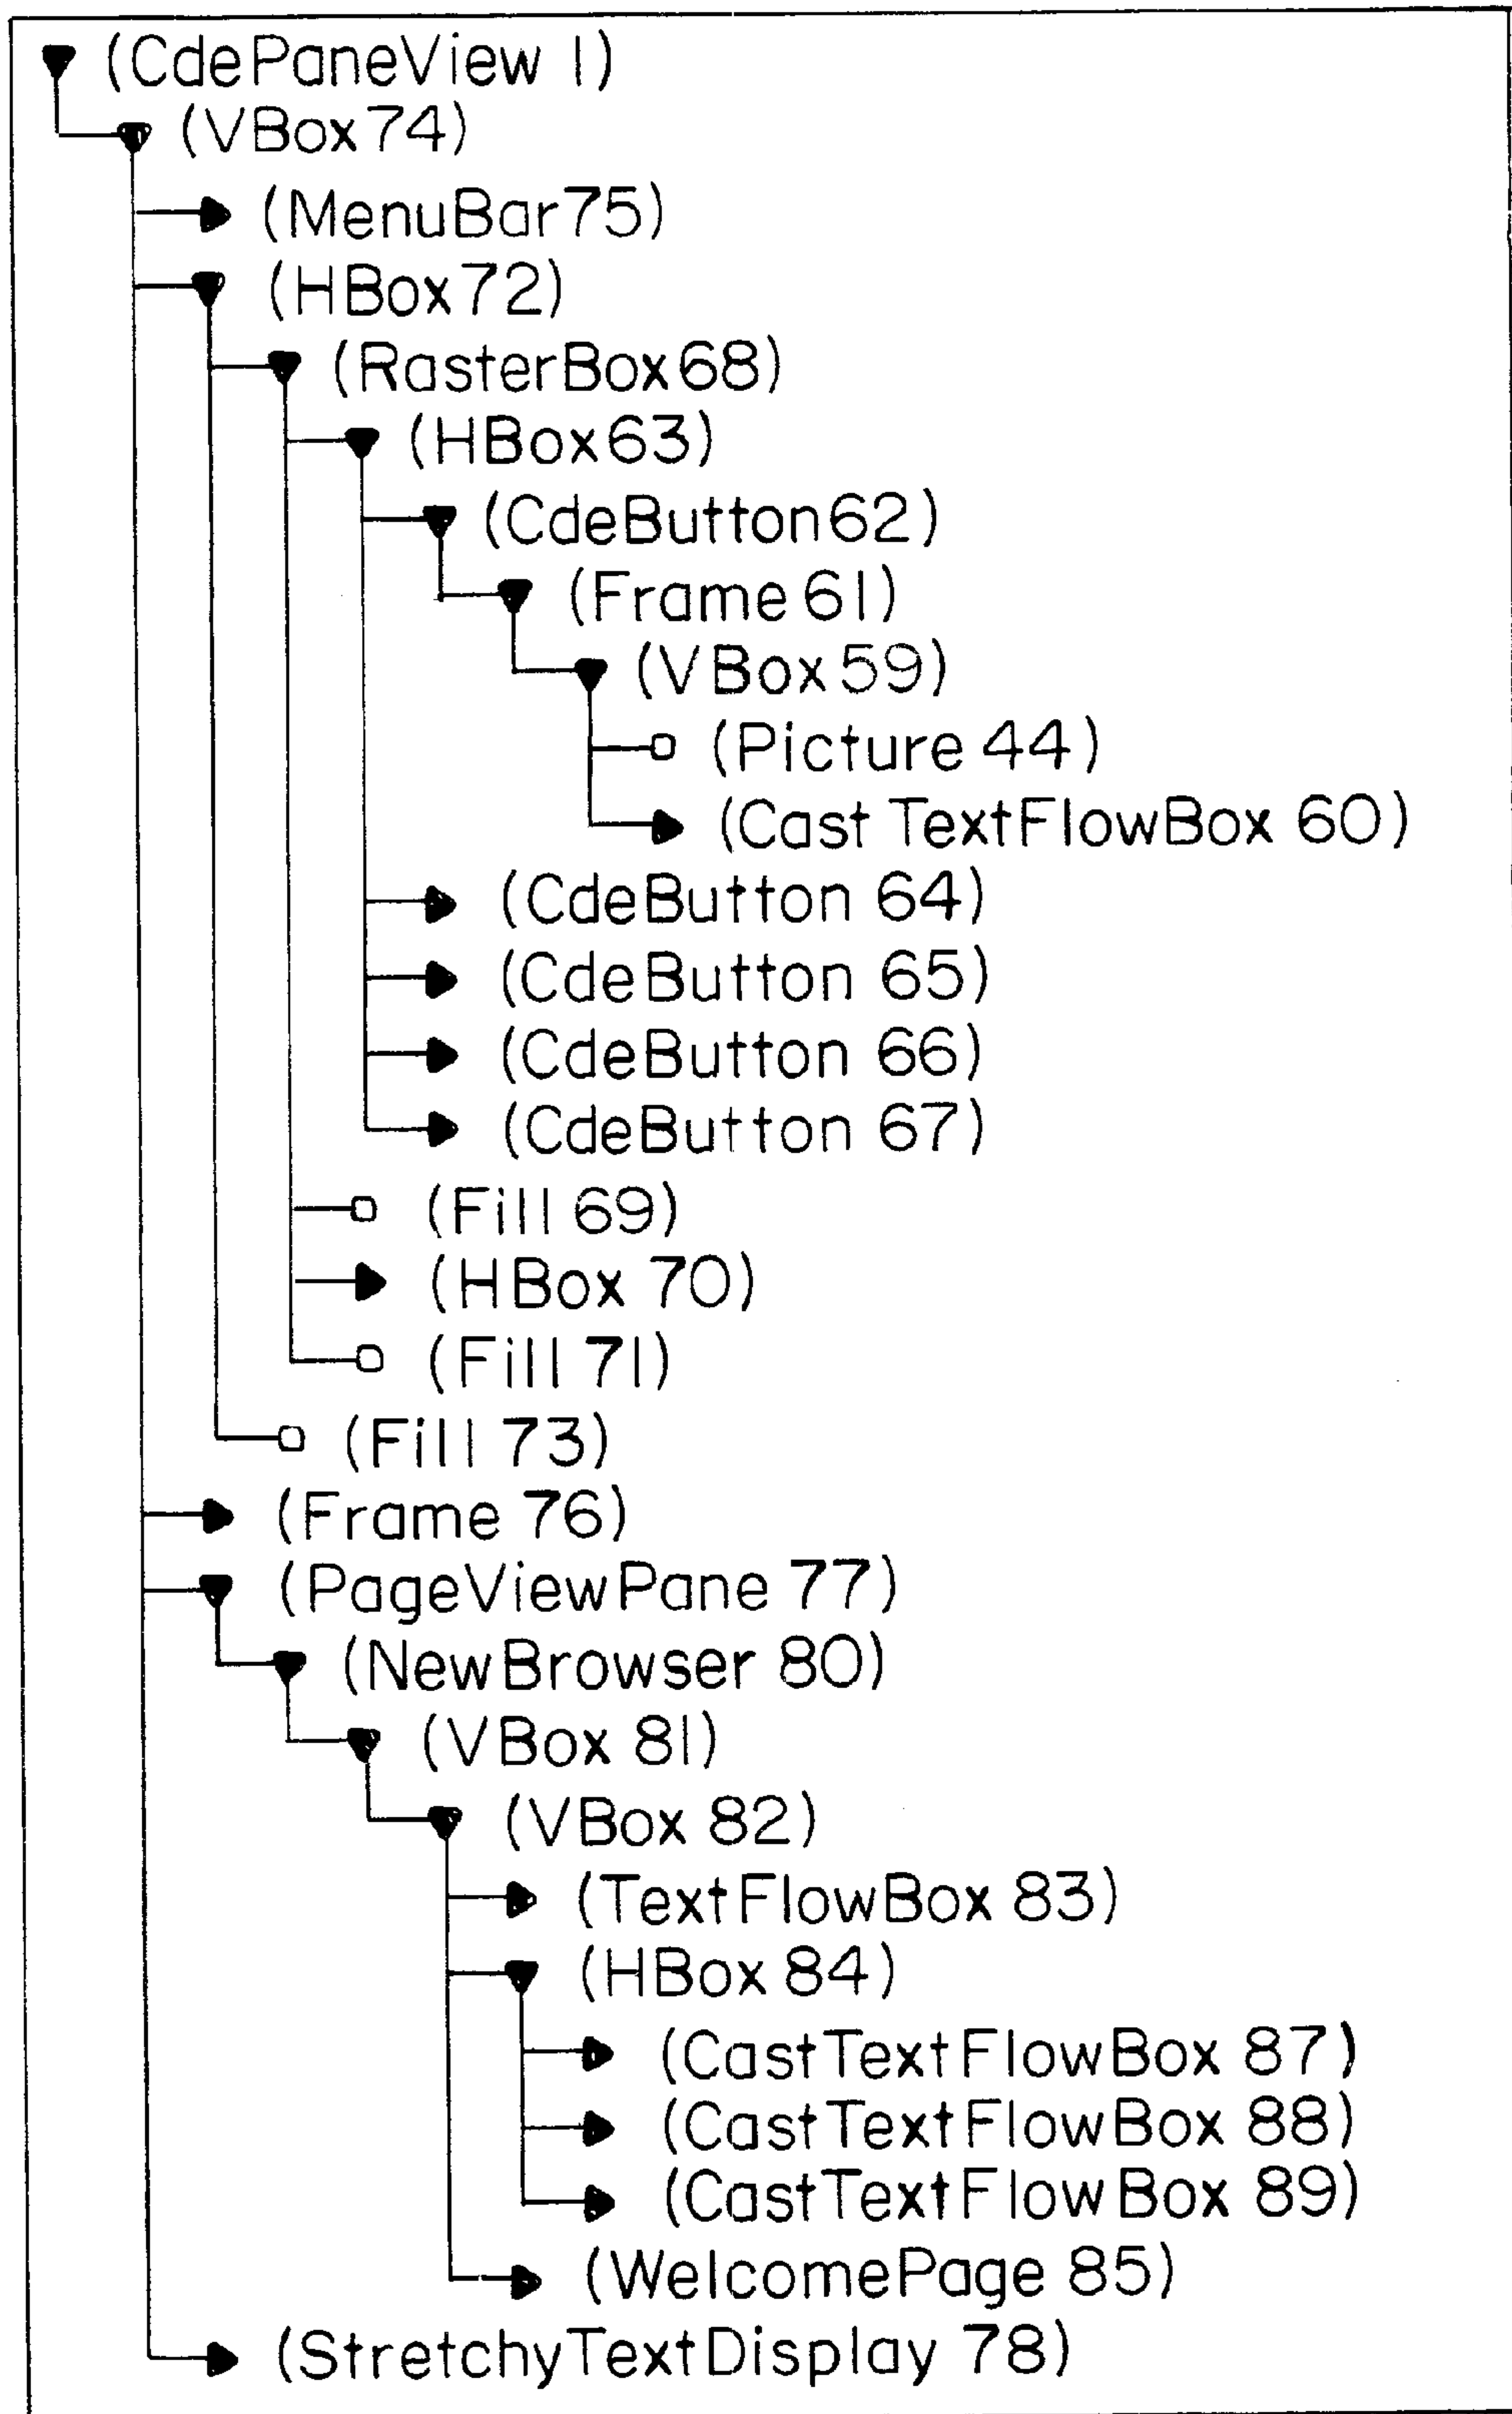 (CdePaneView 1)
(VBox 74)
(MenuBar 75)
(HBox 72)
(RasterBox 68)
(HBox 63)
(CdeButton 62)
(Frame 61)
(VBox 59)
(Picture 44)
(Cast TextFlowBox 60)
(CdeButton 64)
(CdeButton 65)
(CdeButton 66)
(CdeButton 67)
(Fill 69)
(HBox 70)
(Fill 71)
(Fill 73)
(Frame 76)
(PageViewPane 77)
(NewBrowser 80)
(VBox 81)
(VBox 82)
(TextFlowBox 83)
(HBox 84)
(CastTextFlowBox 87)
(CastTextFlowBox 88)
(CastTextFlowBox 89)
(WelcomePage 85)
(StretchyTextDisplay 78)